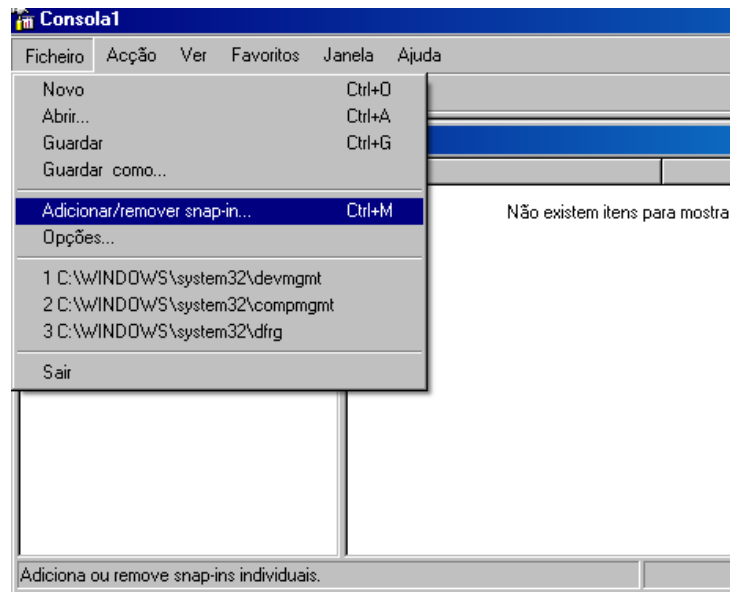 Consola1
Ficheiro Acção Ver Favoritos Janela Ajuda
Novo Ctrl+O
Abrir... Ctrl+A
Guardar Ctrl+G
Guardar como...
Adicionar/remover snap-in... Ctrl+M
Opções...
1 C:\WINDOWS\system32\devmgmt
2 C:\WINDOWS\system32\compmgmt
3 C:\WINDOWS\system32\dfrg
Sair
Não existem itens para mostra
Adiciona ou remove snap-ins individuais.